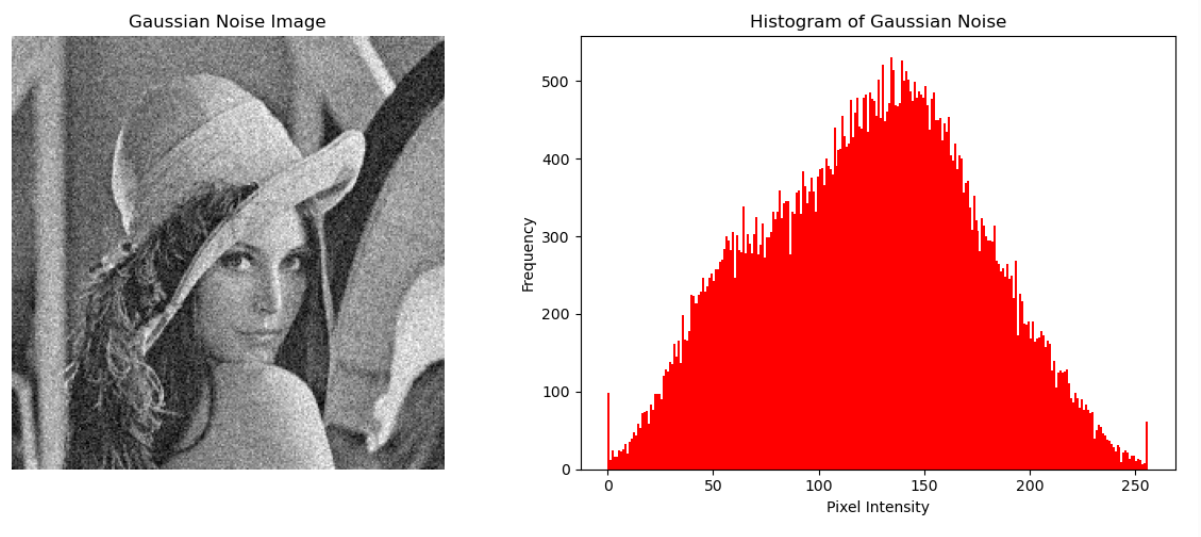 Gaussian Noise Image
Histogram of Gaussian Noise
500
400
300
200
100
0
Frequency
0 50 100 150 200 250
Pixel Intensity